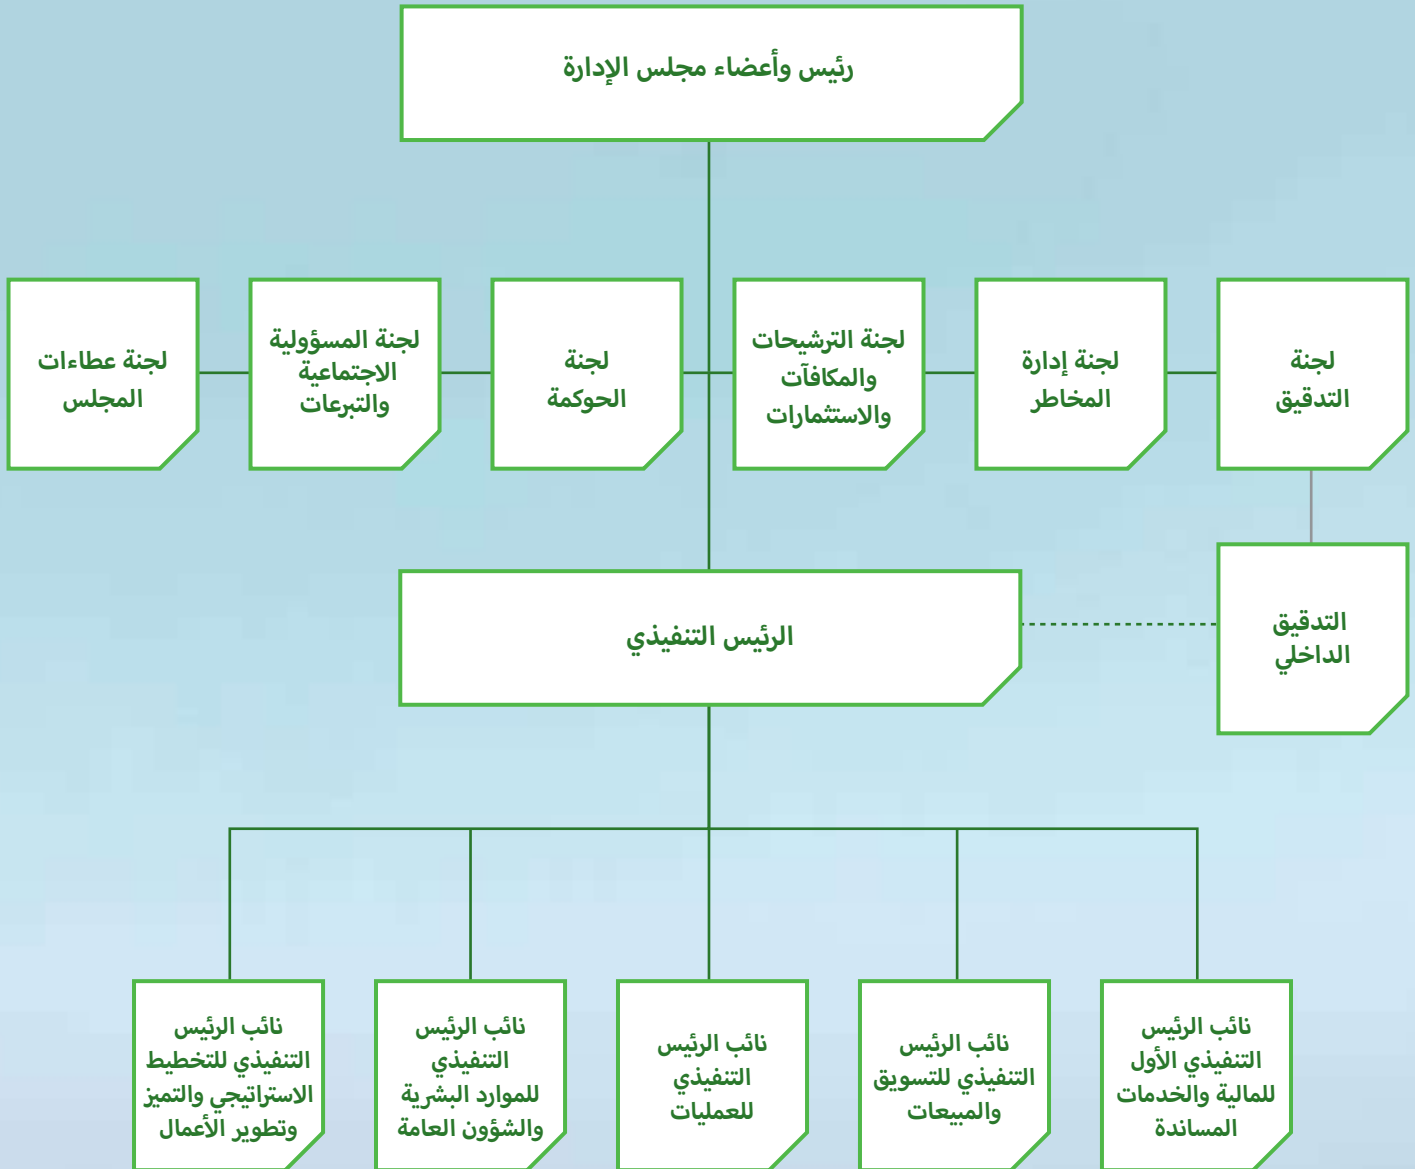 رئيس وأعضاء مجلس الإدارة
لجنة
التدقيق
لجنة إدارة
المخاطر
لجنة الترشيحات
والمكافآت
والاستثمارات
لجنة
الحوكمة
لجنة المسؤولية
الاجتماعية
والتبرعات
لجنة عطاءات
المجلس
الرئيس التنفيذي
التدقيق
الداخلي
نائب الرئيس
التنفيذي الأول
للمالية والخدمات
المساندة
نائب الرئيس
التنفيذي للتسويق
والمبيعات
نائب الرئيس
التنفيذي
للعمليات
نائب الرئيس
التنفيذي
للموارد البشرية
والشؤون العامة
نائب الرئيس
التنفيذي للتخطيط
الاستراتيجي والتميز
وتطوير الأعمال